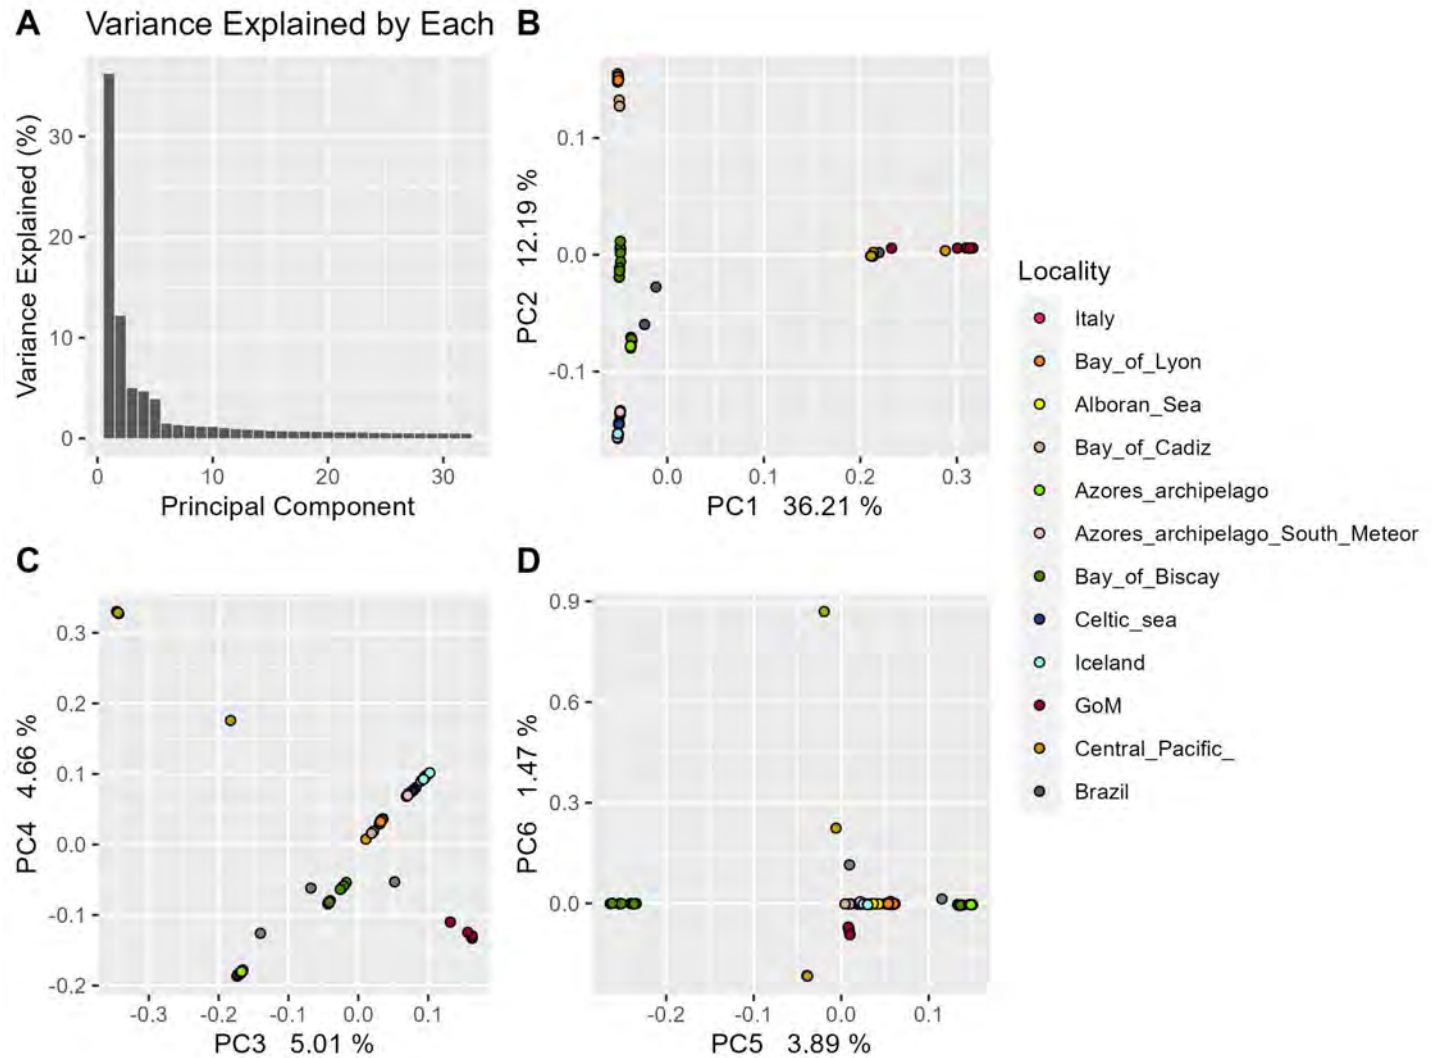 A Variance Explained by Each
Variance Explained (%)
30
20
10
0
0 10 20 30
Principal Component
B
PC2 12.19 %
0.1
0.0
-0.1
0.0 0.1 0.2 0.3
PC1 36.21 %
C
PC4 4.66 %
0.3
0.2
0.1
0.0
-0.1
-0.2
-0.3 -0.2 -0.1 0.0 0.1
PC3 5.01 %
D
PC6 1.47 %
0.9
0.6
0.3
0.0
-0.2 -0.1 0.0 0.1
PC5 3.89 %
Locality
Italy
Bay_of_Lyon
Alboran_Sea
Bay_of_Cadiz
Azores_archipelago
Azores_archipelago_South_Meteor
Bay_of_Biscay
Celtic_sea
Iceland
GoM
Central_Pacific_
Brazil